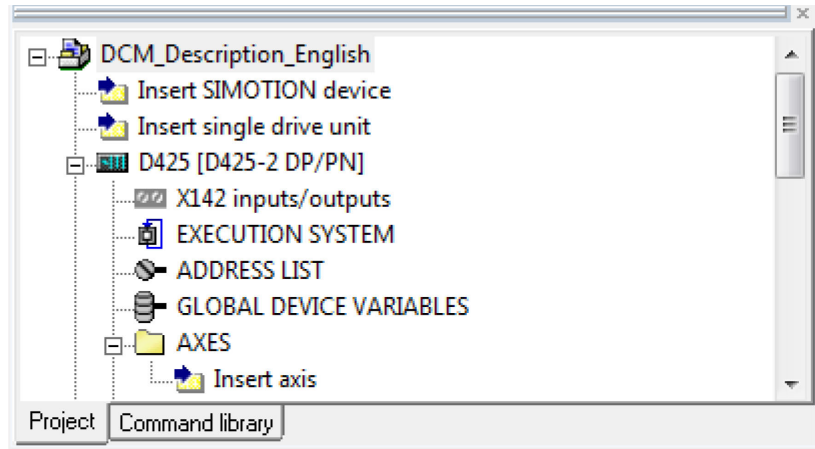 DCM_Description_English
Insert SIMOTION device
Insert single drive unit
D425 [D425-2 DP/PN]
X142 inputs/outputs
EXECUTION SYSTEM
ADDRESS LIST
GLOBAL DEVICE VARIABLES
AXES
Insert axis
Project Command library